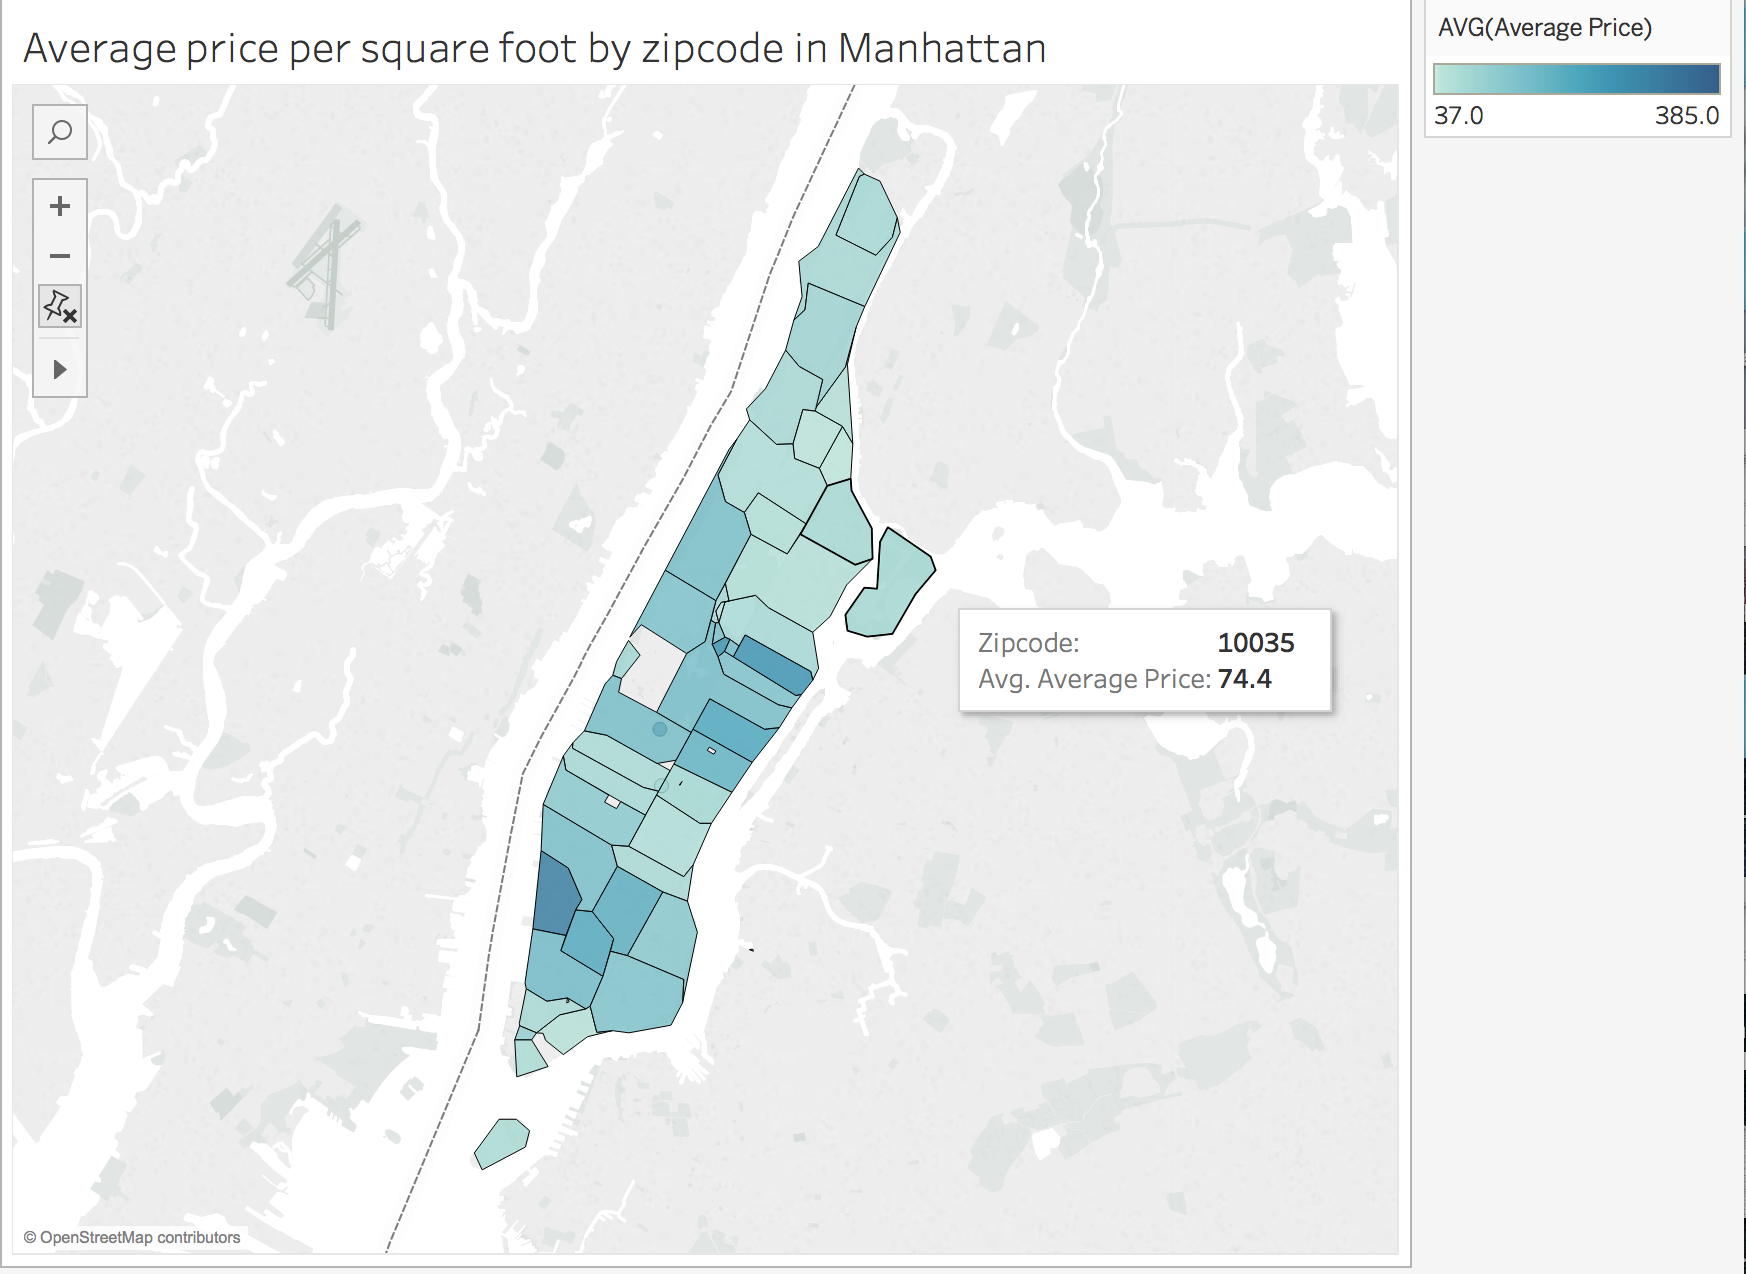 Average price per square foot by zipcode in Manhattan
AVG(Average Price)
37.0 385.0
Zipcode: 10035
Avg. Average Price: 74.4
© OpenStreetMap contributors